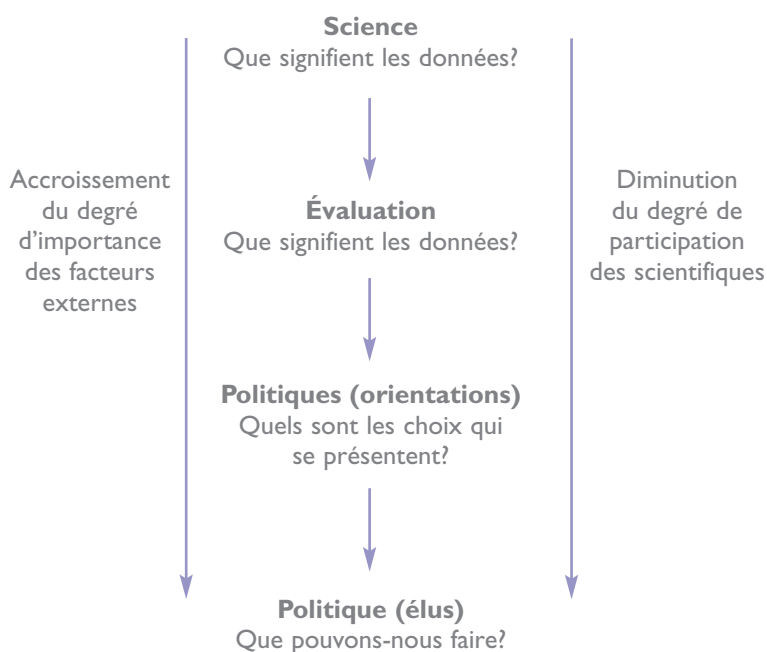 Science
Que signifient les données?
Accroissement
du degré
d'importance
des facteurs
externes
Évaluation
Que signifient les données?
Diminution
du degré de
participation
des scientifiques
Politiques (orientations)
Quels sont les choix qui
se présentent?
Politique (élus)
Que pouvons-nous faire?